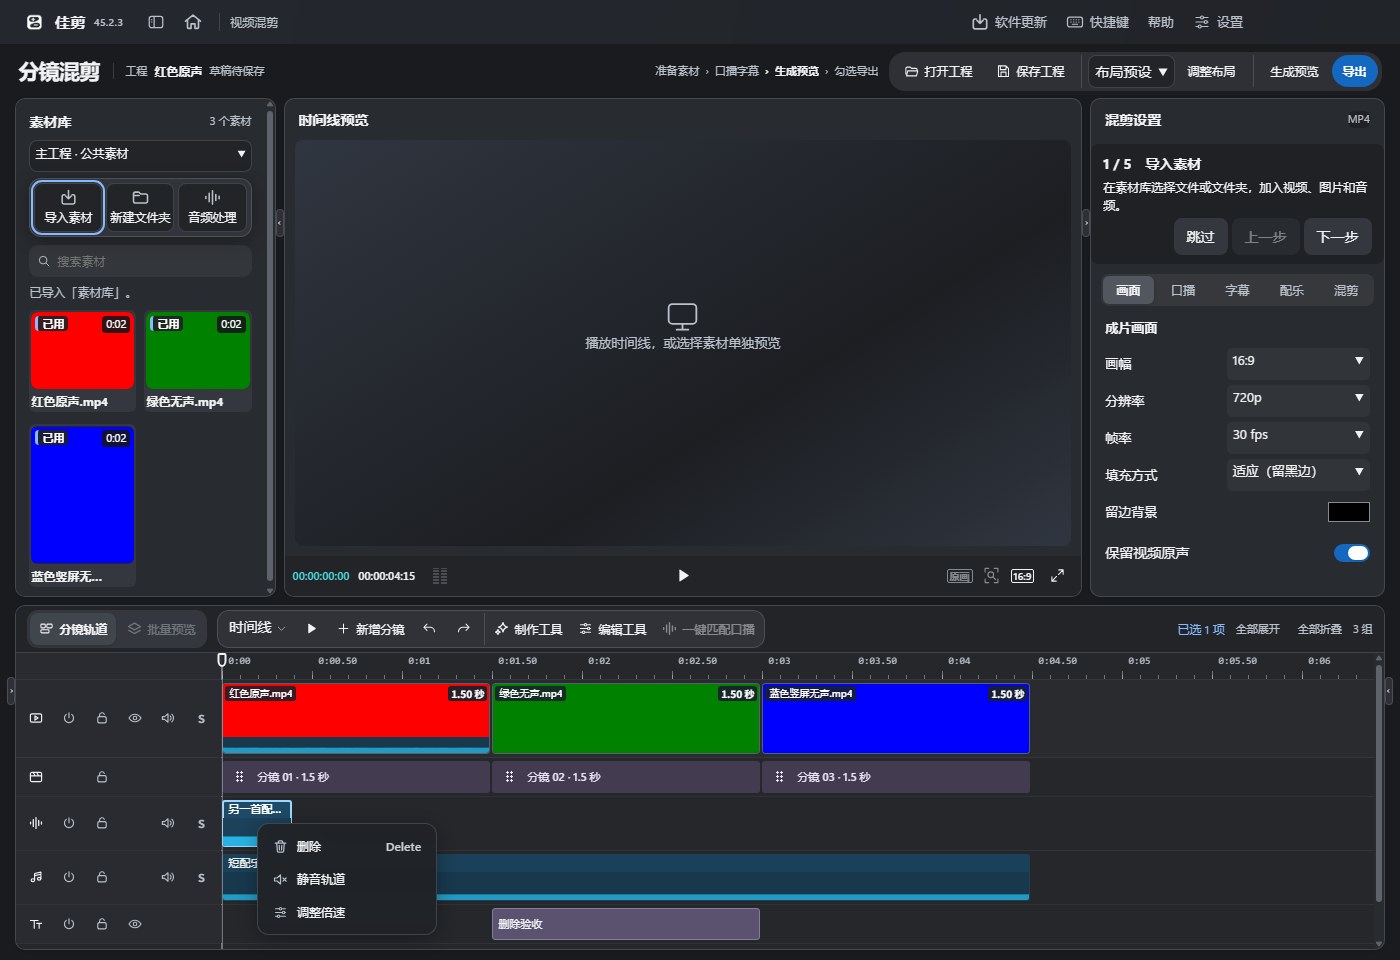 佳剪 45.2.3 视频混剪 软件更新 快捷键 帮助 设置
分镜混剪 工程 红色原声 草稿待保存 准备素材 › 口播字幕 › 生成预览 › 勾选导出 打开工程 保存工程 布局预设 ▼ 调整布局 生成预览 导出
素材库 3 个素材
主工程 · 公共素材 ▼
导入素材 新建文件夹 音频处理
搜索素材
已导入「素材库」。
已用 0:02 已用 0:02
红色原声.mp4 绿色无声.mp4
已用 0:02
蓝色竖屏无...
时间线预览
播放时间线，或选择素材单独预览
00:00:00:00 00:00:04:15 原画 16:9
混剪设置 MP4
1 / 5 导入素材
在素材库选择文件或文件夹，加入视频、图片和音
频。
跳过 上一步 下一步
画面 口播 字幕 配乐 混剪
成片画面
画幅 16:9 ▼
分辨率 720p ▼
帧率 30 fps ▼
填充方式 适应（留黑边） ▼
留边背景
保留视频原声
分镜轨道 批量预览 时间线 新增分镜 制作工具 编辑工具 一键匹配口播 已选 1 项 全部展开 全部折叠 3 组
0:00 0:00.50 0:01 0:01.50 0:02 0:02.50 0:03 0:03.50 0:04 0:04.50 0:05 0:05.50 0:06
红色原声.mp4 1.50 秒 绿色无声.mp4 1.50 秒 蓝色竖屏无声.mp4 1.50 秒
S
分镜 01 · 1.5 秒 分镜 02 · 1.5 秒 分镜 03 · 1.5 秒
另一首配...
S
删除 Delete
短配
静音轨道
S
调整倍速
Tт 删除验收